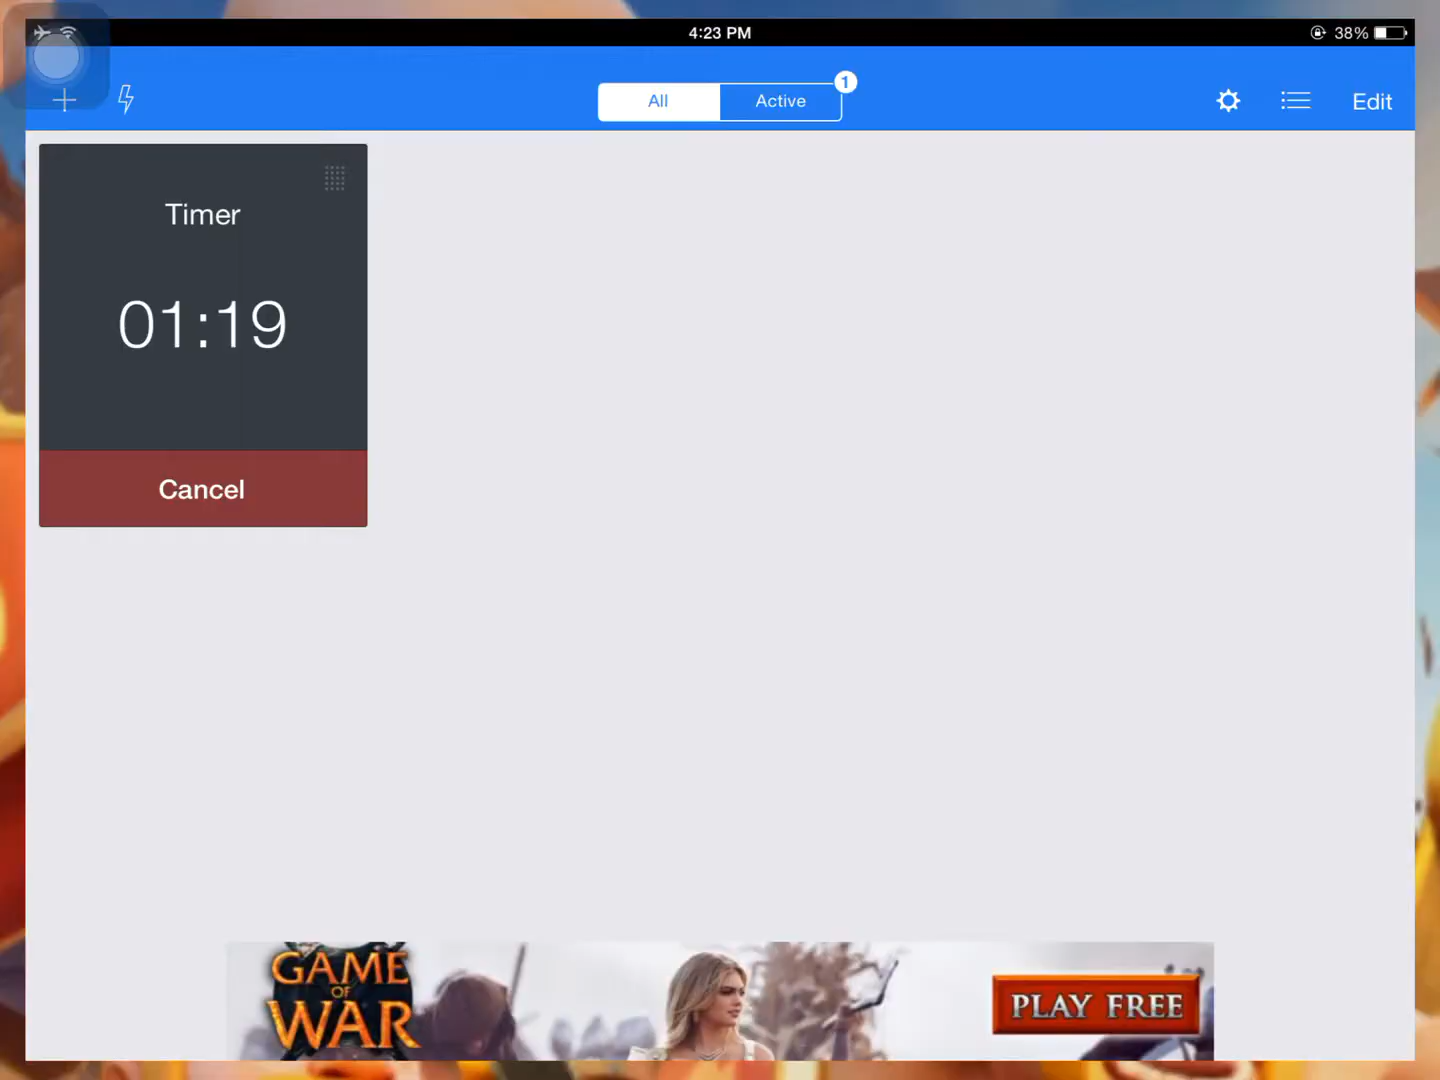 4:23 PM
38%
All
Active
1
Edit
Timer
01:19
Cancel
GAME
OF
WAR
PLAY FREE